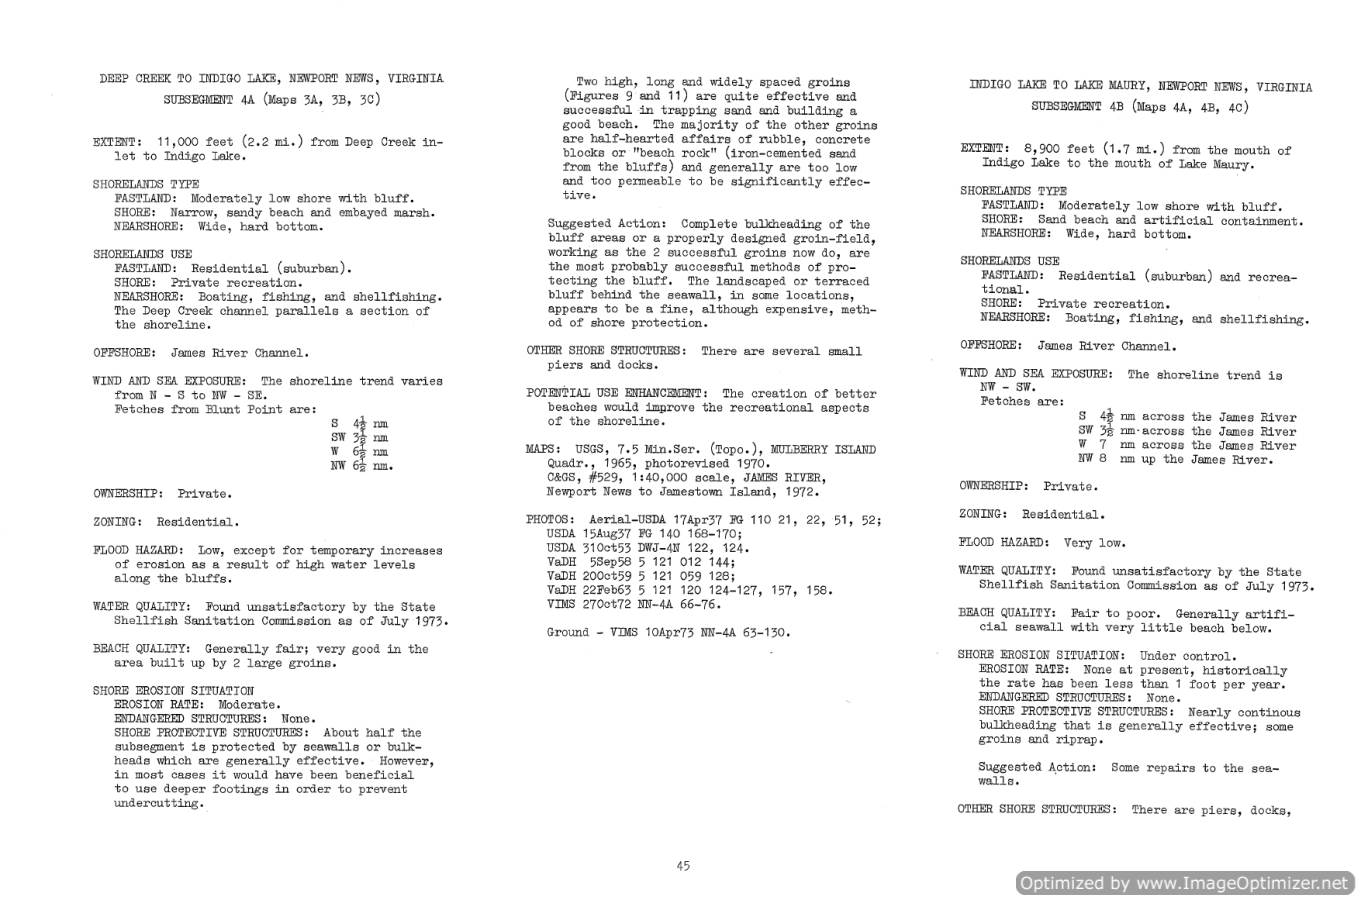 DEEP CREEK TO INDIGO LAKE, NEWPORT NEWS, VIRGINIA
SUBSEGMENT 4A (Maps 3A, 3B, 3C)
EXTENT: 11,000 feet (2.2 mi.) from Deep Creek in-
let to Indigo Lake.
SHORELANDS TYPE
FASTLAND: Moderately low shore with bluff.
SHORE: Narrow, sandy beach and embayed marsh.
NEARSHORE: Wide, hard bottom.
SHORELANDS USE
FASTLAND: Residential (suburban).
SHORE: Private recreation.
NEARSHORE: Boating, fishing, and shellfishing.
The Deep Creek channel parallels a section of
the shoreline.
OFFSHORE: James River Channel.
WIND AND SEA EXPOSURE: The shoreline trend varies
from N - S to NW - SE.
Fetches from Blunt Point are:
S 4½ nm
SW 3½ nm
W 6½ nm
NW 6½ nm.
OWNERSHIP: Private.
ZONING: Residential.
FLOOD HAZARD: Low, except for temporary increases
of erosion as a result of high water levels
along the bluffs.
WATER QUALITY: Found unsatisfactory by the State
Shellfish Sanitation Commission as of July 1973.
BEACH QUALITY: Generally fair; very good in the
area built up by 2 large groins.
SHORE EROSION SITUATION
EROSION RATE: Moderate.
ENDANGERED STRUCTURES: None.
SHORE PROTECTIVE STRUCTURES: About half the
subsegment is protected by seawalls or bulk-
heads which are generally effective. However,
in most cases it would have been beneficial
to use deeper footings in order to prevent
undercutting.
Two high, long and widely spaced groins
(Figures 9 and 11) are quite effective and
successful in trapping sand and building a
good beach. The majority of the other groins
are half-hearted affairs of rubble, concrete
blocks or "beach rock" (iron-cemented sand
from the bluffs) and generally are too low
and too permeable to be significantly effec-
tive.
Suggested Action: Complete bulkheading of the
bluff areas or a properly designed groin-field,
working as the 2 successful groins now do, are
the most probably successful methods of pro-
tecting the bluff. The landscaped or terraced
bluff behind the seawall, in some locations,
appears to be a fine, although expensive, meth-
od of shore protection.
OTHER SHORE STRUCTURES: There are several small
piers and docks.
POTENTIAL USE ENHANCEMENT: The creation of better
beaches would improve the recreational aspects
of the shoreline.
MAPS: USGS, 7.5 Min.Ser. (Topo.), MULBERRY ISLAND
Quadr., 1965, photorevised 1970.
C&GS, #529, 1:40,000 scale, JAMES RIVER,
Newport News to Jamestown Island, 1972.
PHOTOS: Aerial-USDA 17Apr37 FG 110 21, 22, 51, 52;
USDA 15Aug37 FG 140 168-170;
USDA 31Oct53 DWJ-4N 122, 124.
VaDH 5Sep58 5 121 012 144;
VaDH 20Oct59 5 121 059 128;
VaDH 22Feb63 5 121 120 124-127, 157, 158.
VIMS 27Oct72 NN-4A 66-76.
Ground - VIMS 10Apr73 NN-4A 63-130.
INDIGO LAKE TO LAKE MAURY, NEWPORT NEWS, VIRGINIA
SUBSEGMENT 4B (Maps 4A, 4B, 4C)
EXTENT: 8,900 feet (1.7 mi.) from the mouth of
Indigo Lake to the mouth of Lake Maury.
SHORELANDS TYPE
FASTLAND: Moderately low shore with bluff.
SHORE: Sand beach and artificial containment.
NEARSHORE: Wide, hard bottom.
SHORELANDS USE
FASTLAND: Residential (suburban) and recrea-
tional.
SHORE: Private recreation.
NEARSHORE: Boating, fishing, and shellfishing.
OFFSHORE: James River Channel.
WIND AND SEA EXPOSURE: The shoreline trend is
NW - SW.
Fetches are:
S 4½ nm across the James River
SW 3½ nm across the James River
W 7 nm across the James River
NW 8 nm up the James River.
OWNERSHIP: Private.
ZONING: Residential.
FLOOD HAZARD: Very low.
WATER QUALITY: Found unsatisfactory by the State
Shellfish Sanitation Commission as of July 1973.
BEACH QUALITY: Fair to poor. Generally artifi-
cial seawall with very little beach below.
SHORE EROSION SITUATION: Under control.
EROSION RATE: None at present, historically
the rate has been less than 1 foot per year.
ENDANGERED STRUCTURES: None.
SHORE PROTECTIVE STRUCTURES: Nearly continous
bulkheading that is generally effective; some
groins and riprap.
Suggested Action: Some repairs to the sea-
walls.
OTHER SHORE STRUCTURES: There are piers, docks,
45
Optimized by www.ImageOptimizer.net